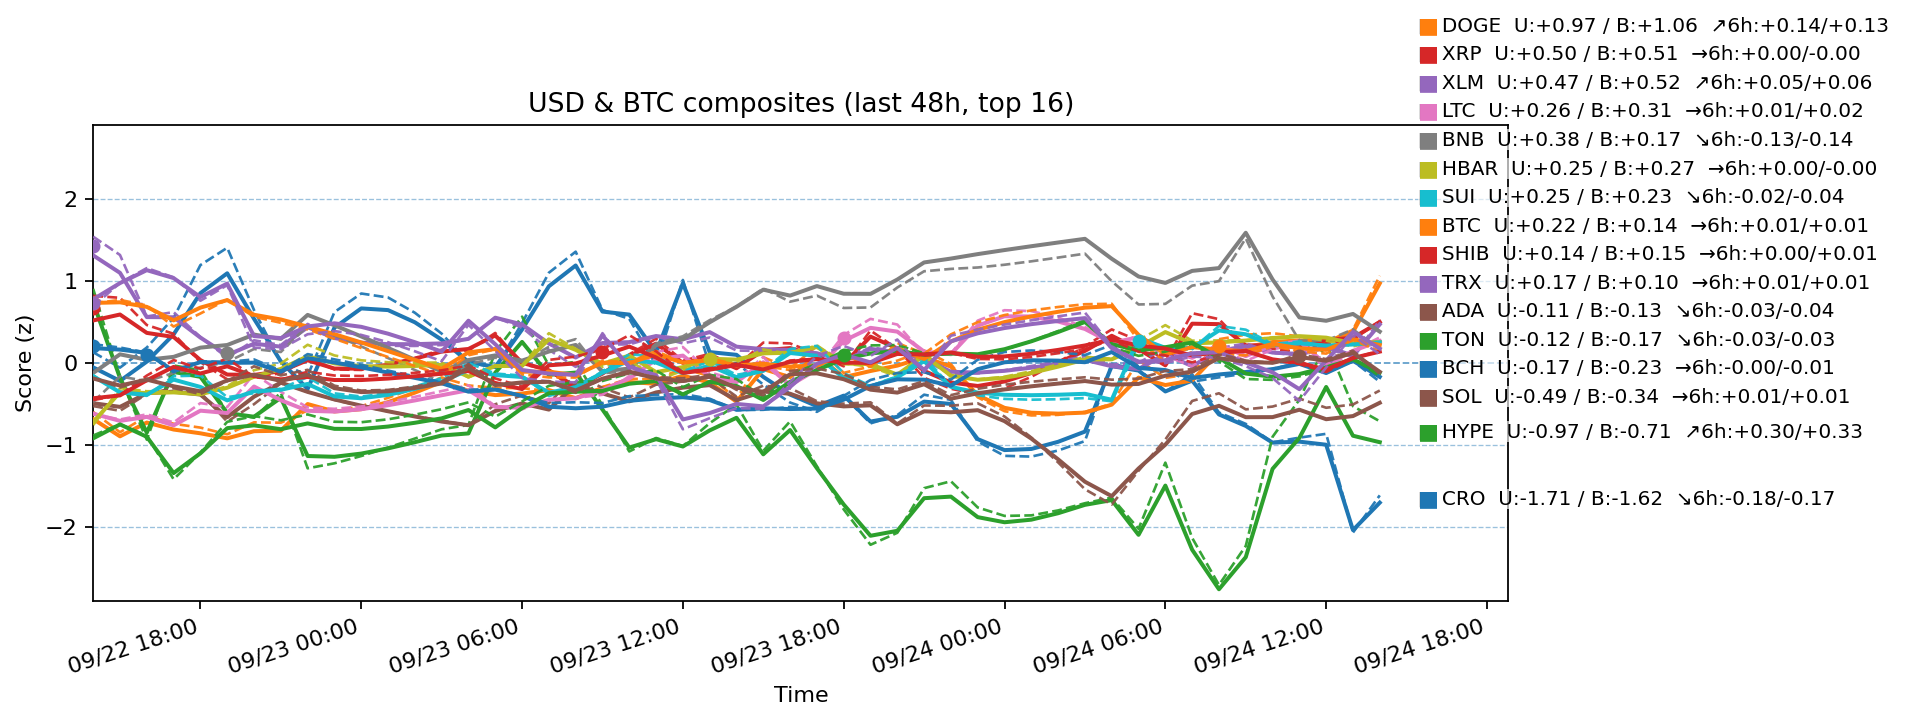 DOGE  U:+0.97 / B:+1.06  ↗6h:+0.14/+0.13
XRP  U:+0.50 / B:+0.51  →6h:+0.00/-0.00
XLM  U:+0.47 / B:+0.52  ↗6h:+0.05/+0.06
USD & BTC composites (last 48h, top 16)
LTC  U:+0.26 / B:+0.31  →6h:+0.01/+0.02
BNB  U:+0.38 / B:+0.17  ↘6h:-0.13/-0.14
HBAR  U:+0.25 / B:+0.27  →6h:+0.00/-0.00
SUI  U:+0.25 / B:+0.23  ↘6h:-0.02/-0.04
BTC  U:+0.22 / B:+0.14  →6h:+0.01/+0.01
SHIB  U:+0.14 / B:+0.15  →6h:+0.00/+0.01
TRX  U:+0.17 / B:+0.10  →6h:+0.01/+0.01
ADA  U:-0.11 / B:-0.13  ↘6h:-0.03/-0.04
TON  U:-0.12 / B:-0.17  ↘6h:-0.03/-0.03
BCH  U:-0.17 / B:-0.23  →6h:-0.00/-0.01
SOL  U:-0.49 / B:-0.34  →6h:+0.01/+0.01
HYPE  U:-0.97 / B:-0.71  ↗6h:+0.30/+0.33
CRO  U:-1.71 / B:-1.62  ↘6h:-0.18/-0.17
Score (z)
2
1
0
−1
−2
09/22 18:00
09/23 00:00
09/23 06:00
09/23 12:00
09/23 18:00
09/24 00:00
09/24 06:00
09/24 12:00
09/24 18:00
Time